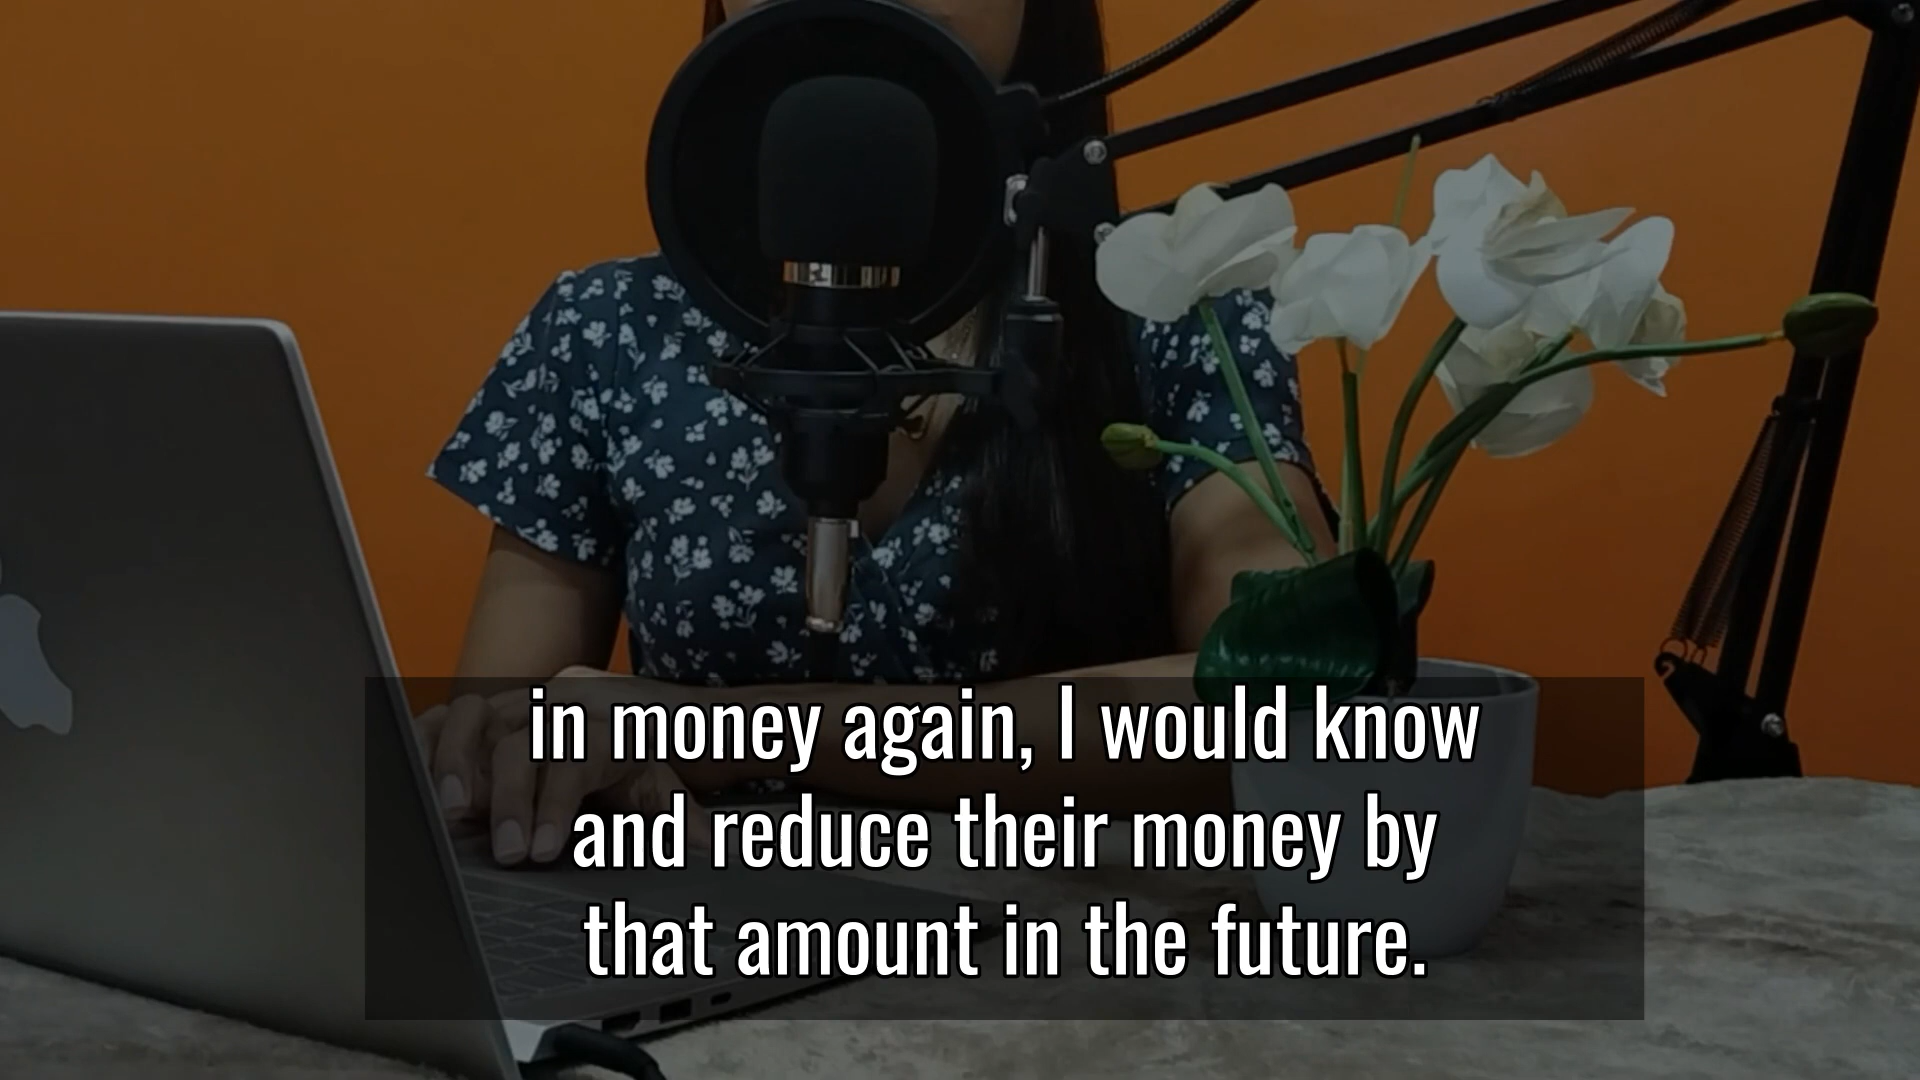 in money again, I would know
and reduce their money by
that amount in the future.